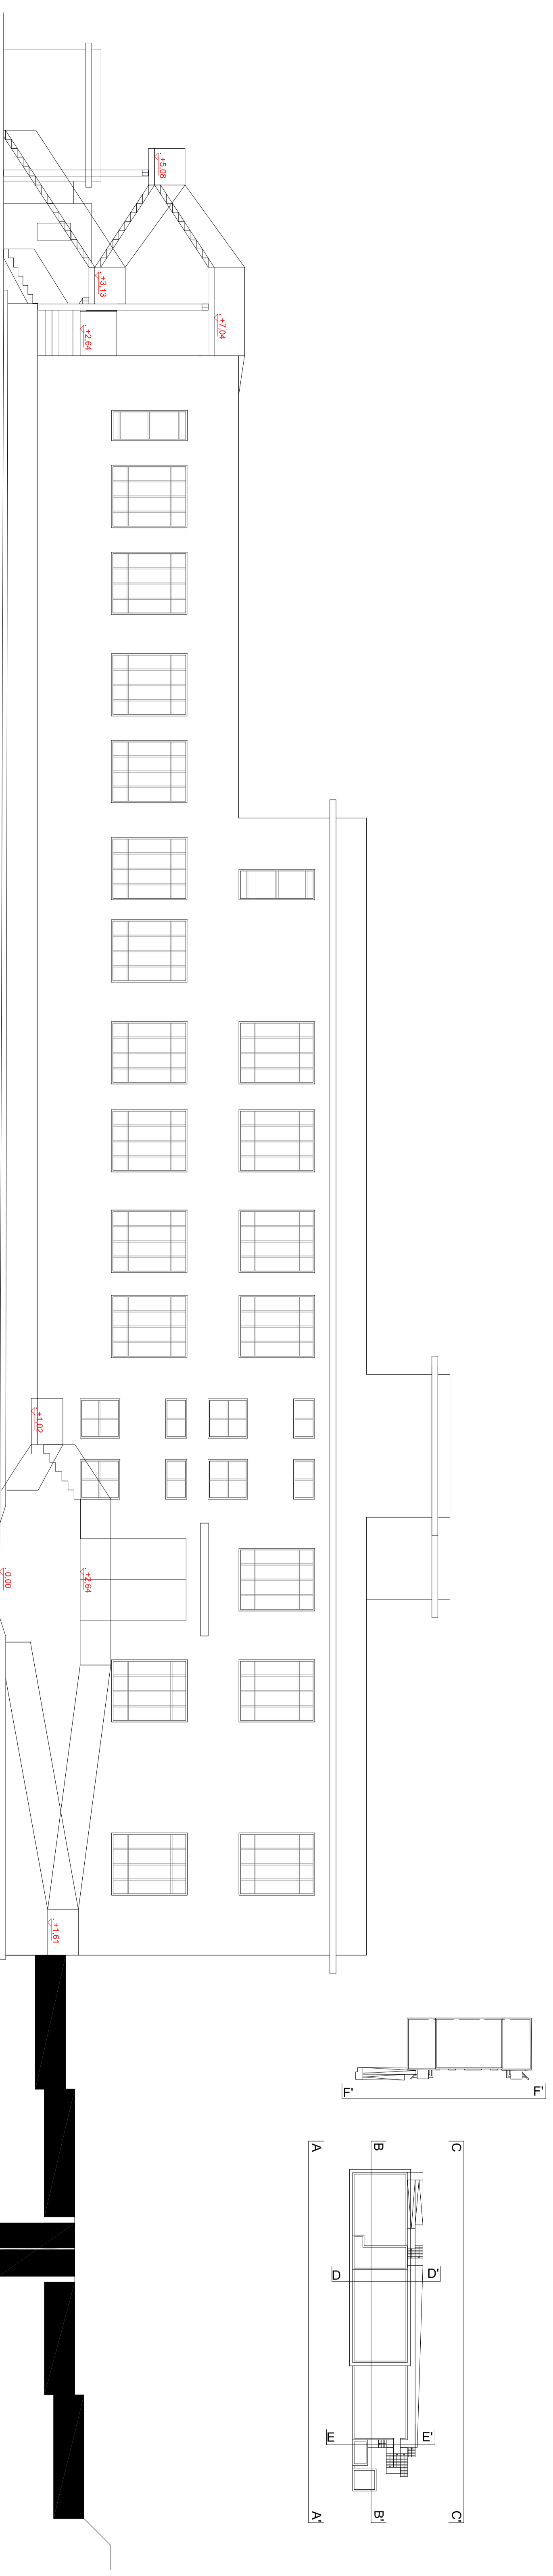 +5,08
+3,13
+2,64
+7,04
+1,02
0,00
+2,64
+1,61
F'
F'
A
B
C
D
D'
E
E'
A'
B'
C'